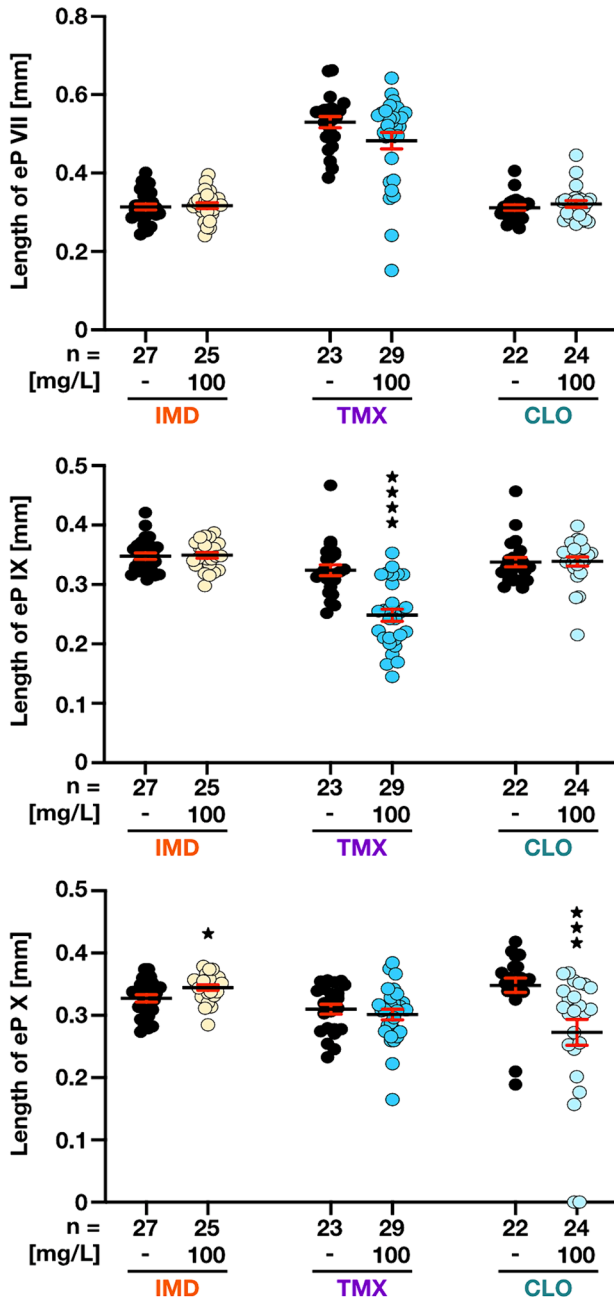 Length of eP VII [mm]
0.8
0.6
0.4
0.2
0
n = 27 25 23 29 22 24
[mg/L] - 100 - 100 - 100
IMD TMX CLO
Length of eP IX [mm]
0.5
0.4
0.3
0.2
0.1
0
★
★
★
★
n = 27 25 23 29 22 24
[mg/L] - 100 - 100 - 100
IMD TMX CLO
Length of eP X [mm]
0.5
0.4
0.3
0.2
0.1
0
★
★
★
★
n = 27 25 23 29 22 24
[mg/L] - 100 - 100 - 100
IMD TMX CLO